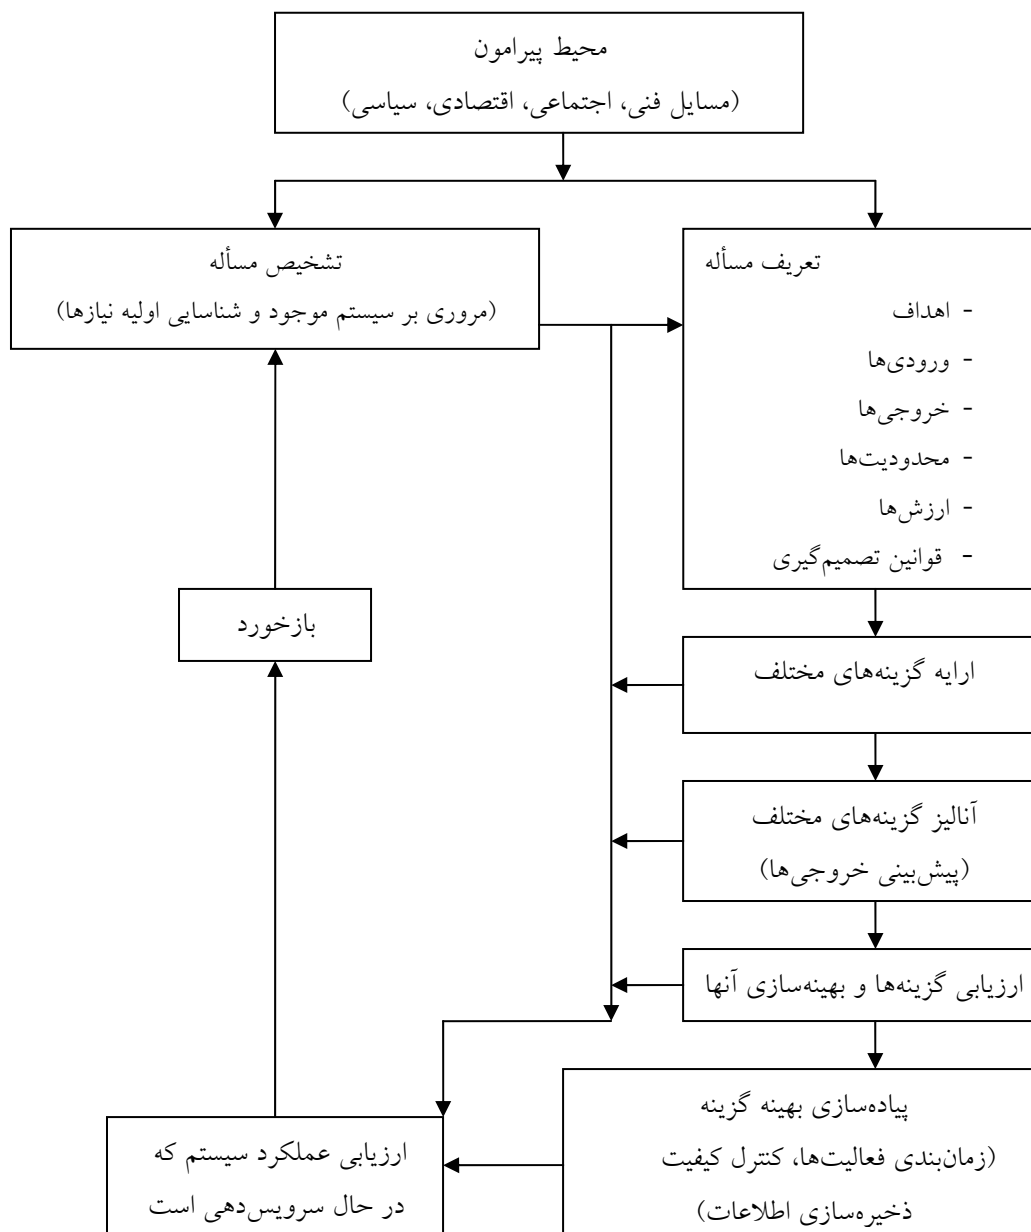 محیط پیرامون
(مسایل فنی، اجتماعی، اقتصادی، سیاسی)
تشخیص مسأله
(مروری بر سیستم موجود و شناسایی اولیه نیازها)
تعریف مسأله
- اهداف
- ورودی‌ها
- خروجی‌ها
- محدودیت‌ها
- ارزش‌ها
- قوانین تصمیم‌گیری
بازخورد
ارایه گزینه‌های مختلف
آنالیز گزینه‌های مختلف
(پیش‌بینی خروجی‌ها)
ارزیابی گزینه‌ها و بهینه‌سازی آنها
پیاده‌سازی بهینه گزینه
(زمان‌بندی فعالیت‌ها، کنترل کیفیت
ذخیره‌سازی اطلاعات)
ارزیابی عملکرد سیستم که
در حال سرویس‌دهی است